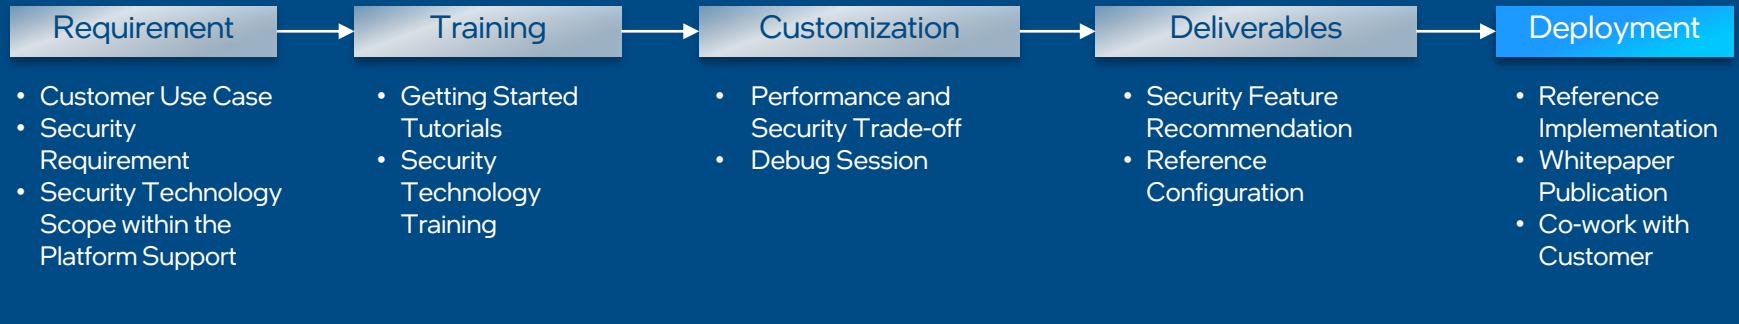 Requirement
• Customer Use Case
• Security
Requirement
• Security Technology
Scope within the
Platform Support
Training
• Getting Started
Tutorials
• Security
Technology
Training
Customization
• Performance and
Security Trade-off
• Debug Session
Deliverables
• Security Feature
Recommendation
• Reference
Configuration
Deployment
• Reference
Implementation
• Whitepaper
Publication
• Co-work with
Customer